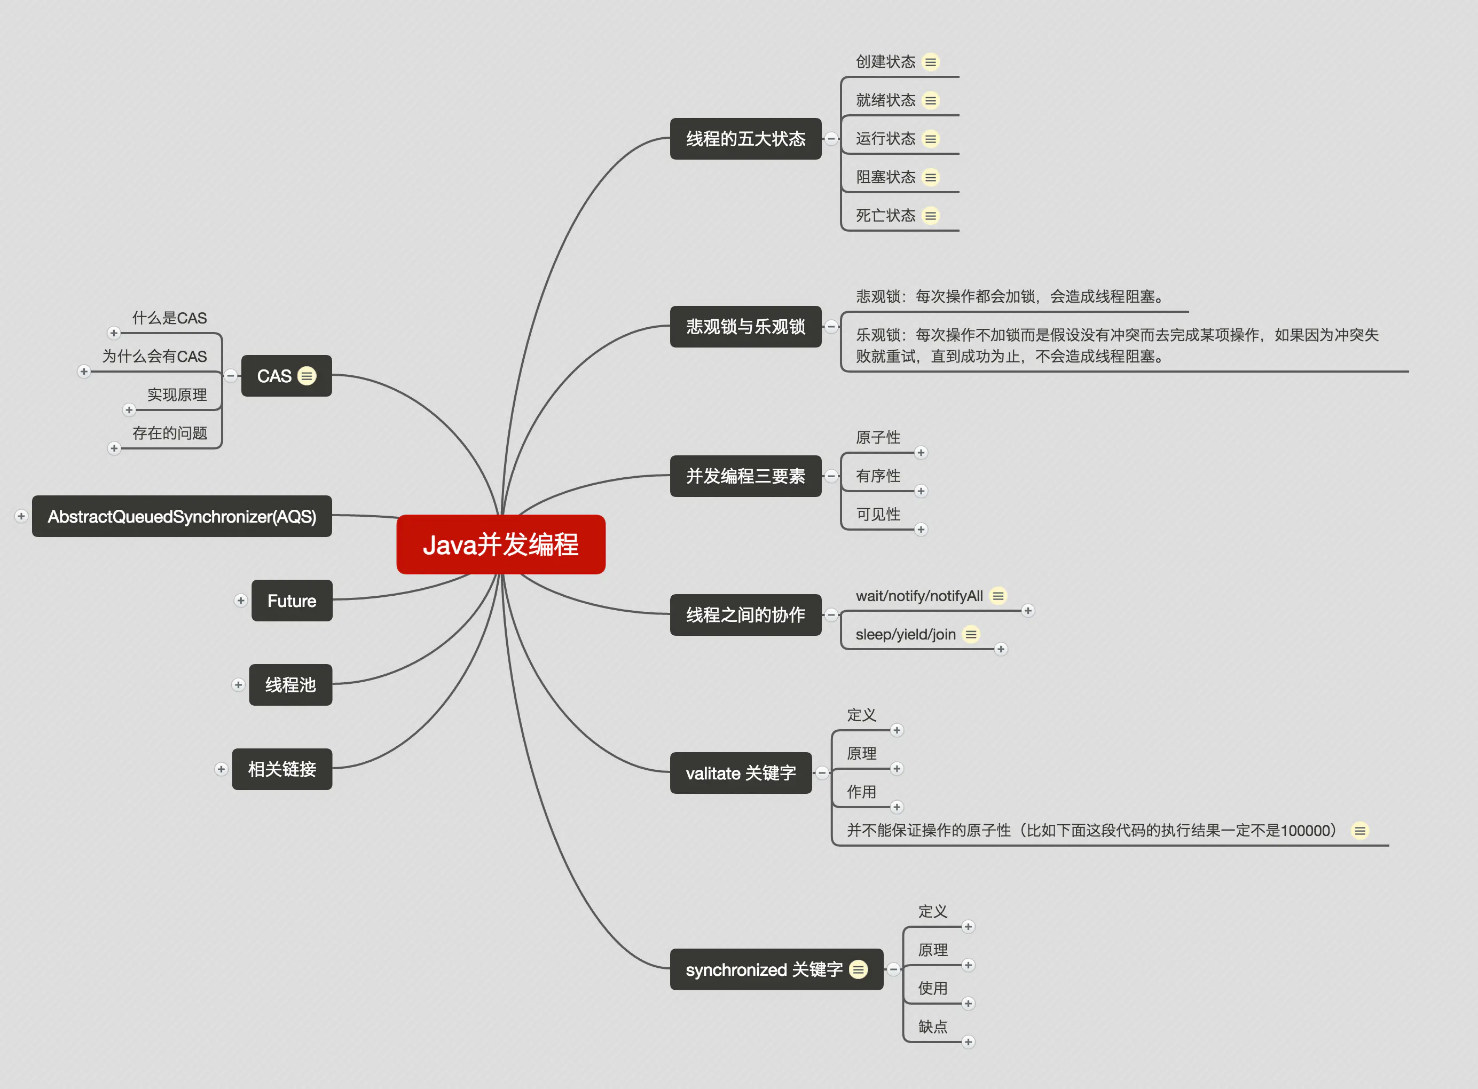 Java并发编程
线程的五大状态
创建状态
就绪状态
运行状态
阻塞状态
死亡状态
悲观锁与乐观锁
悲观锁：每次操作都会加锁，会造成线程阻塞。
乐观锁：每次操作不加锁而是假设没有冲突而去完成某项操作，如果因为冲突失
败就重试，直到成功为止，不会造成线程阻塞。
并发编程三要素
原子性
有序性
可见性
线程之间的协作
wait/notify/notifyAll
sleep/yield/join
valitate 关键字
定义
原理
作用
并不能保证操作的原子性（比如下面这段代码的执行结果一定不是100000）
synchronized 关键字
定义
原理
使用
缺点
CAS
什么是CAS
为什么会有CAS
实现原理
存在的问题
AbstractQueuedSynchronizer(AQS)
Future
线程池
相关链接